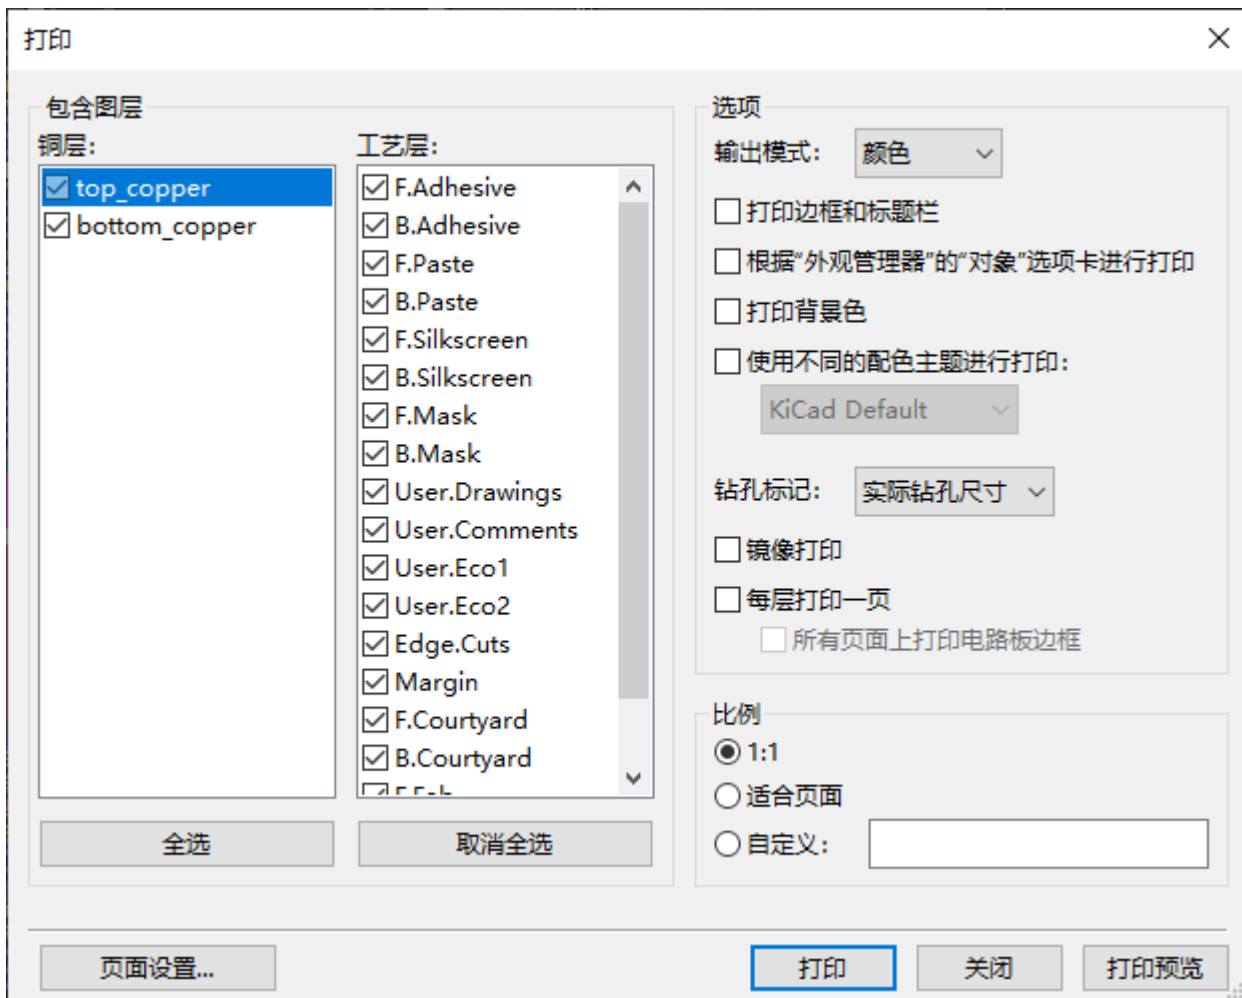 打印
包含图层
铜层:
top_copper
bottom_copper
工艺层:
F.Adhesive
B.Adhesive
F.Paste
B.Paste
F.Silkscreen
B.Silkscreen
F.Mask
B.Mask
User.Drawings
User.Comments
User.Eco1
User.Eco2
Edge.Cuts
Margin
F.Courtyard
B.Courtyard
全选
取消全选
选项
输出模式: 颜色
打印边框和标题栏
根据“外观管理器”的“对象”选项卡进行打印
打印背景色
使用不同的配色主题进行打印:
KiCad Default
钻孔标记: 实际钻孔尺寸
镜像打印
每层打印一页
所有页面上打印电路板边框
比例
1:1
适合页面
自定义:
页面设置...
打印
关闭
打印预览